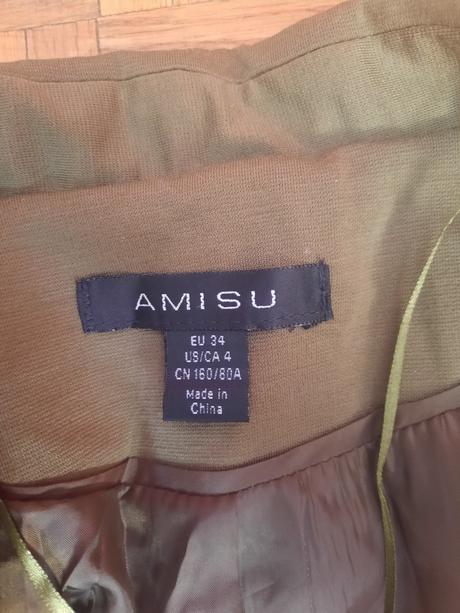 AMISU
EU 34
US/CA 4
CN 160/80A
Made in
China